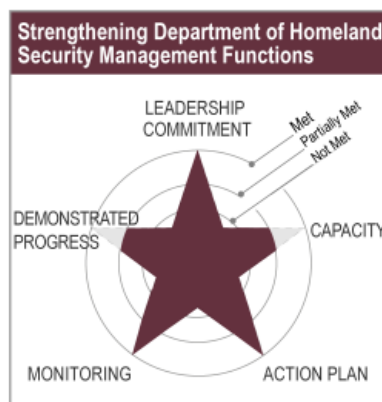 Strengthening Department of Homeland
Security Management Functions
LEADERSHIP
COMMITMENT
Met
Partially Met
Not Met
DEMONSTRATED
PROGRESS
CAPACITY
MONITORING
ACTION PLAN